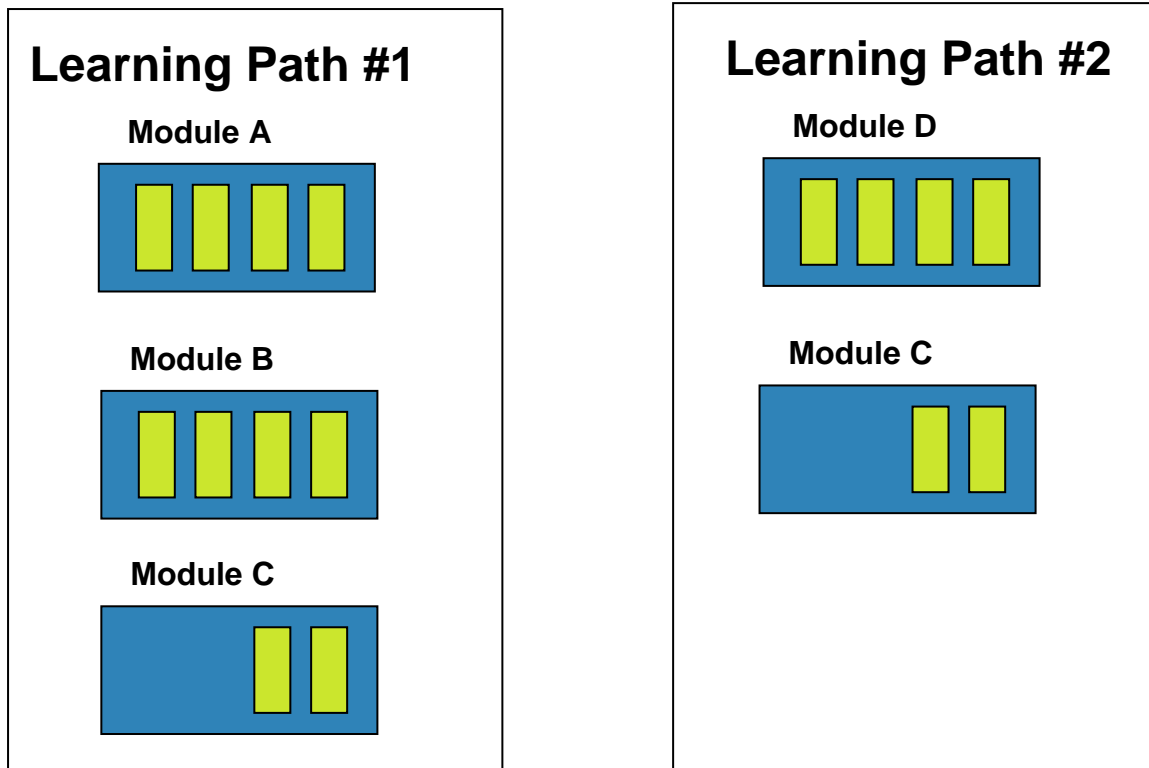 Learning Path #1
Module A
Module B
Module C
Learning Path #2
Module D
Module C